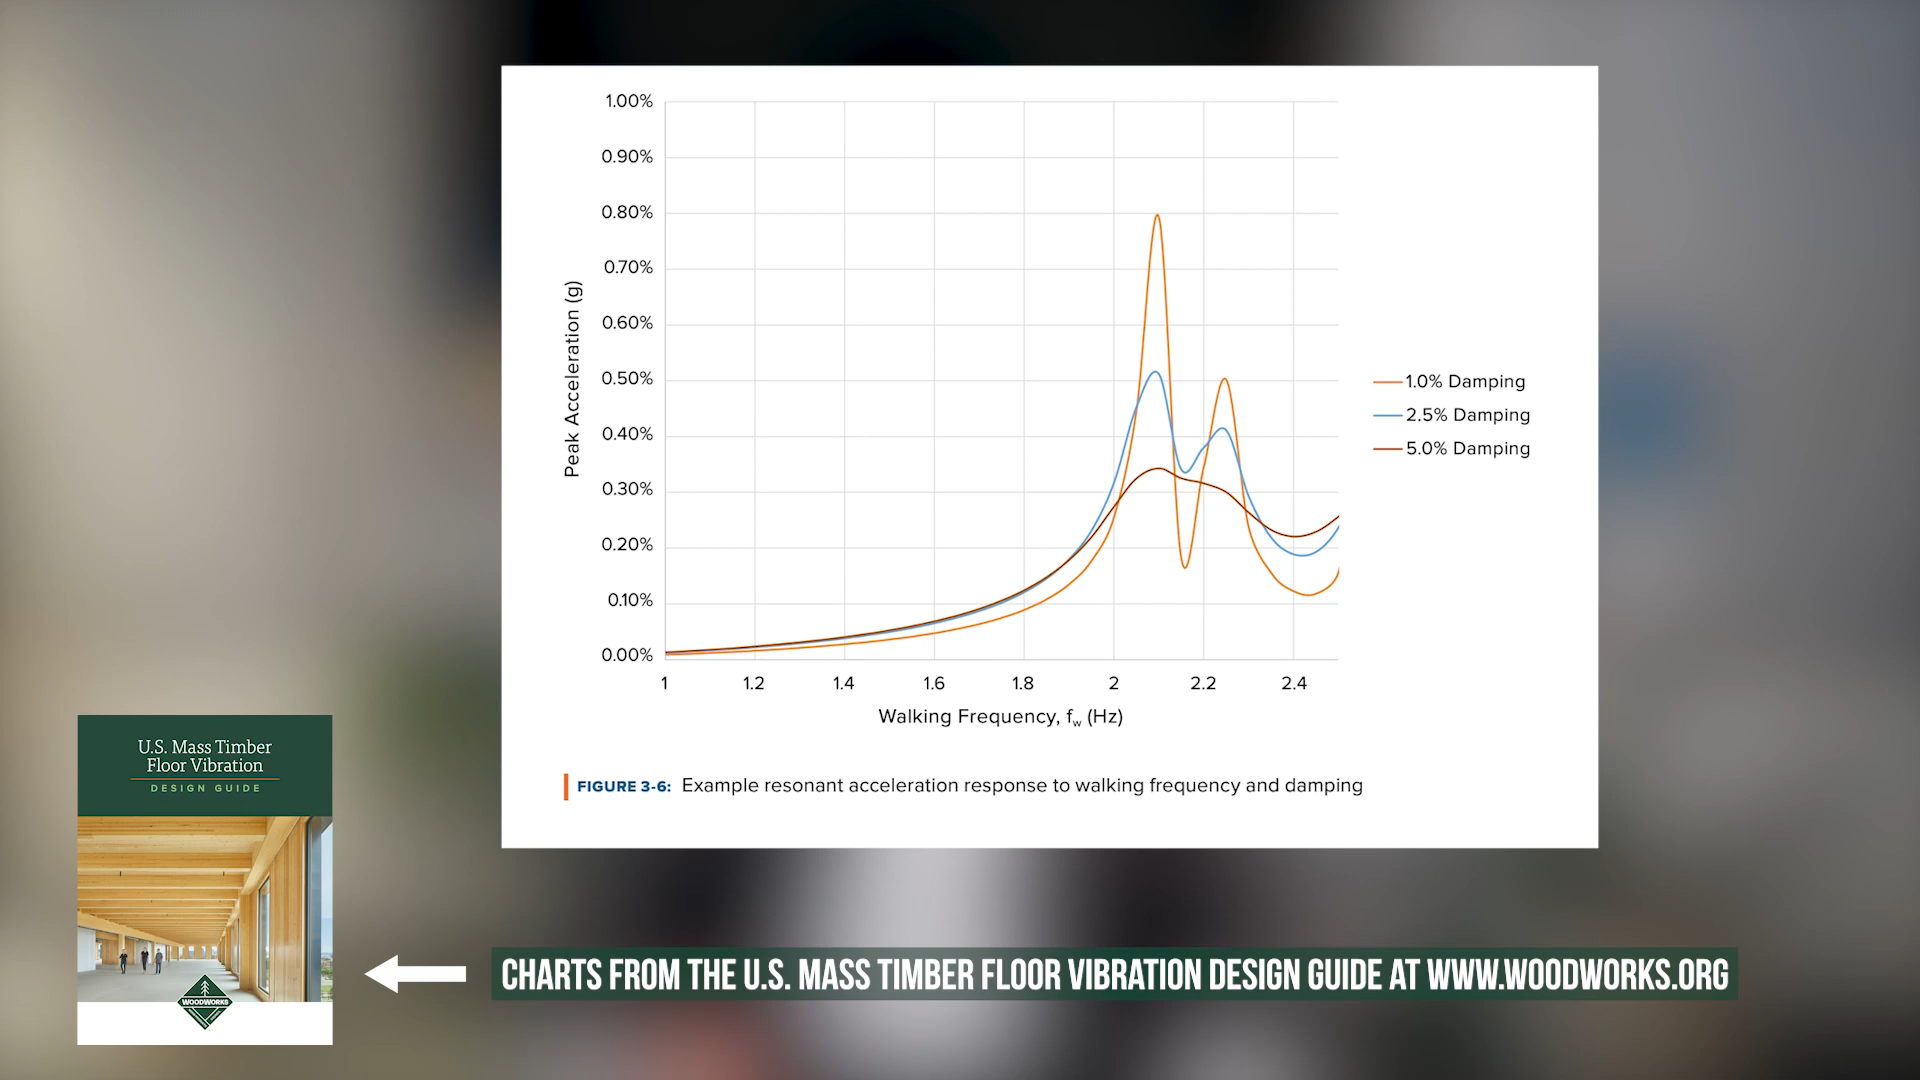 1.00%
0.90%
0.80%
0.70%
0.60%
0.50%
0.40%
0.30%
0.20%
0.10%
0.00%
Peak Acceleration (g)
1 1.2 1.4 1.6 1.8 2 2.2 2.4
Walking Frequency, fw (Hz)
1.0% Damping
2.5% Damping
5.0% Damping
FIGURE 3-6: Example resonant acceleration response to walking frequency and damping
U.S. Mass Timber
Floor Vibration
DESIGN GUIDE
WOODWORKS
CHARTS FROM THE U.S. MASS TIMBER FLOOR VIBRATION DESIGN GUIDE AT WWW.WOODWORKS.ORG